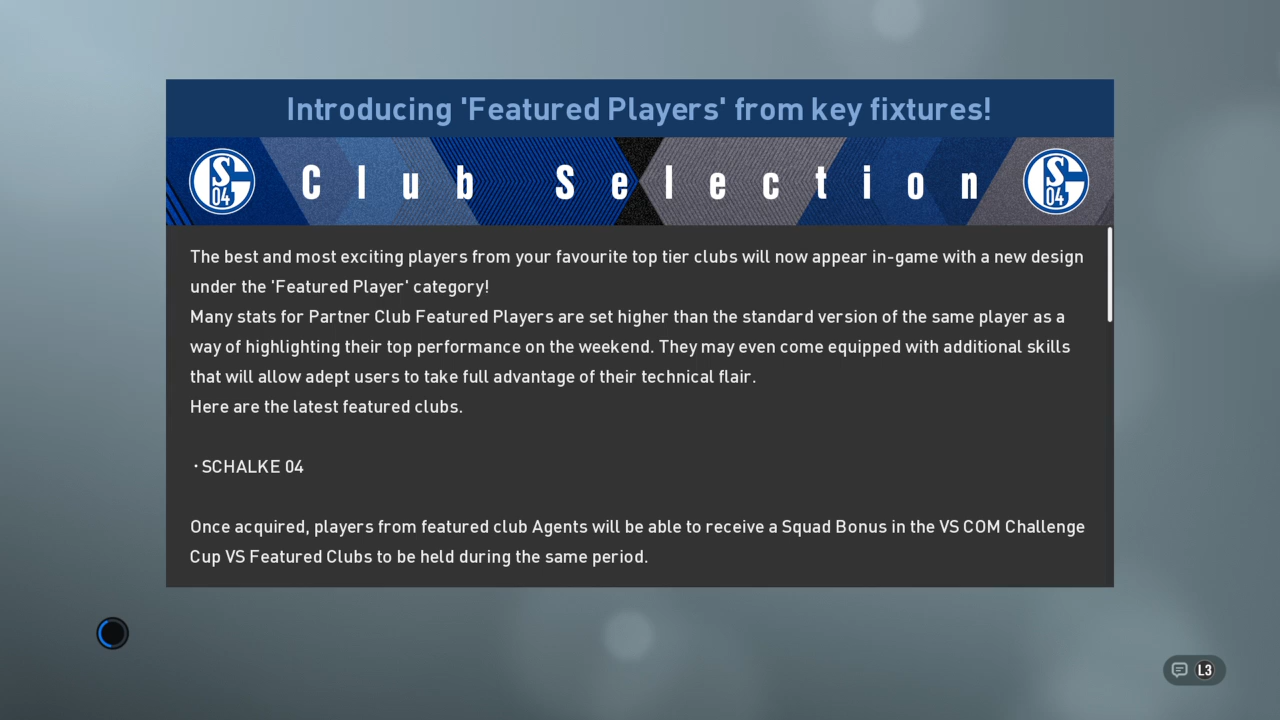 Introducing 'Featured Players' from key fixtures!
S 04 Club Selection S 04
The best and most exciting players from your favourite top tier clubs will now appear in-game with a new design
under the 'Featured Player' category!
Many stats for Partner Club Featured Players are set higher than the standard version of the same player as a
way of highlighting their top performance on the weekend. They may even come equipped with additional skills
that will allow adept users to take full advantage of their technical flair.
Here are the latest featured clubs.
・SCHALKE 04
Once acquired, players from featured club Agents will be able to receive a Squad Bonus in the VS COM Challenge
Cup VS Featured Clubs to be held during the same period.
L3